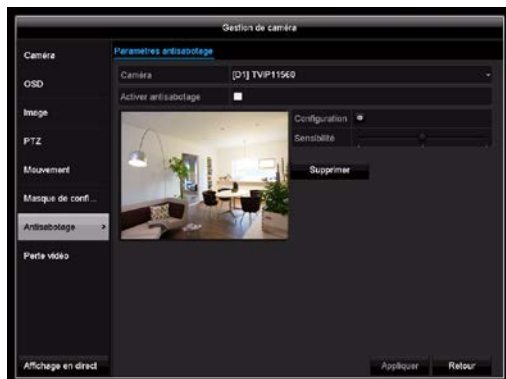 Gestion de caméra
Caméra
OSD
Image
PTZ
Mouvement
Masque de confi...
Antisabotage
Perte vidéo
Affichage en direct
Paramètres antisabotage
Caméra [D1] TVIP11560
Activer antisabotage
Configuration
Sensibilité
Supprimer
Appliquer Retour